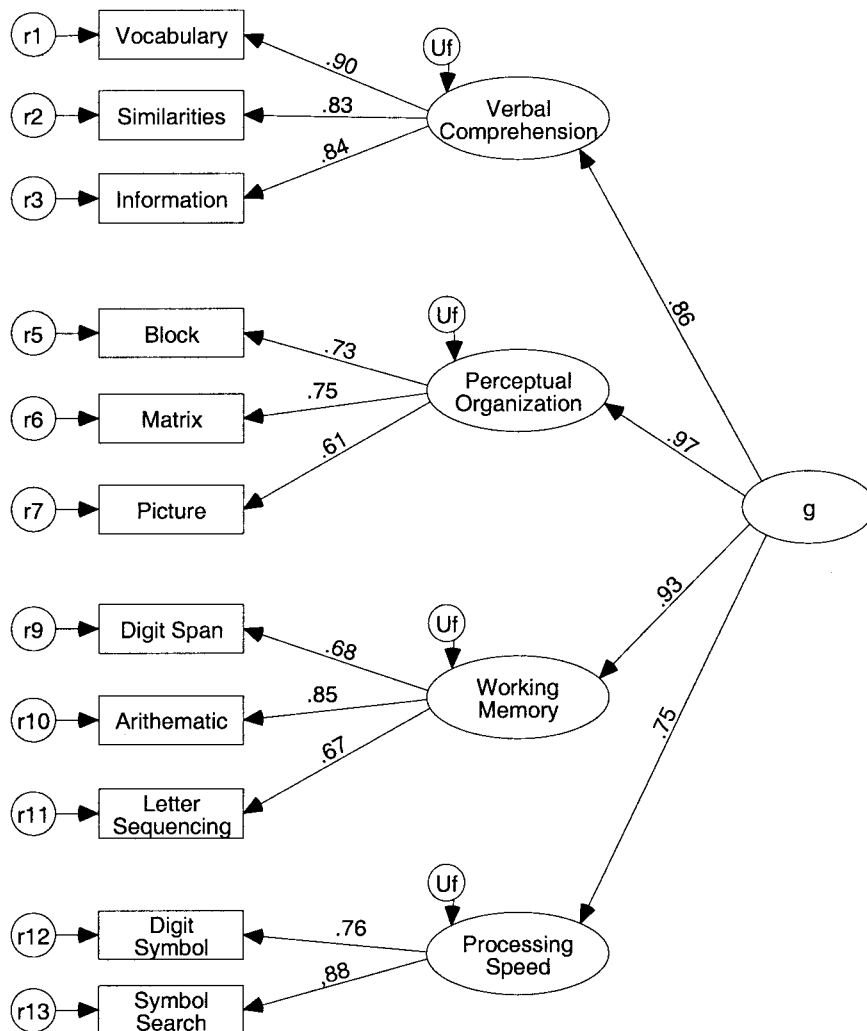 r1
Vocabulary
.90
Uf
Verbal
Comprehension
r2
Similarities
.83
r3
Information
.84
.86
r5
Block
.73
Uf
Perceptual
Organization
r6
Matrix
.75
.97
r7
Picture
.61
g
r9
Digit Span
.68
Uf
Working
Memory
.93
r10
Arithematic
.85
.75
r11
Letter
Sequencing
.67
r12
Digit
Symbol
.76
Uf
Processing
Speed
r13
Symbol
Search
,88